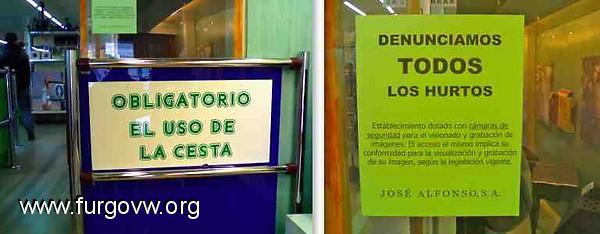 OBLIGATORIO
EL USO DE
LA CESTA
www.furgovw.org
DENUNCIAMOS
TODOS
LOS HURTOS
Establecimiento dotado con cámaras de
seguridad para el visionado y grabación de
imágenes. El acceso al mismo implica su
conformidad para la visualización y grabación
de su imagen, según la legislación vigente.
JOSÉ ALFONSO, S.A.